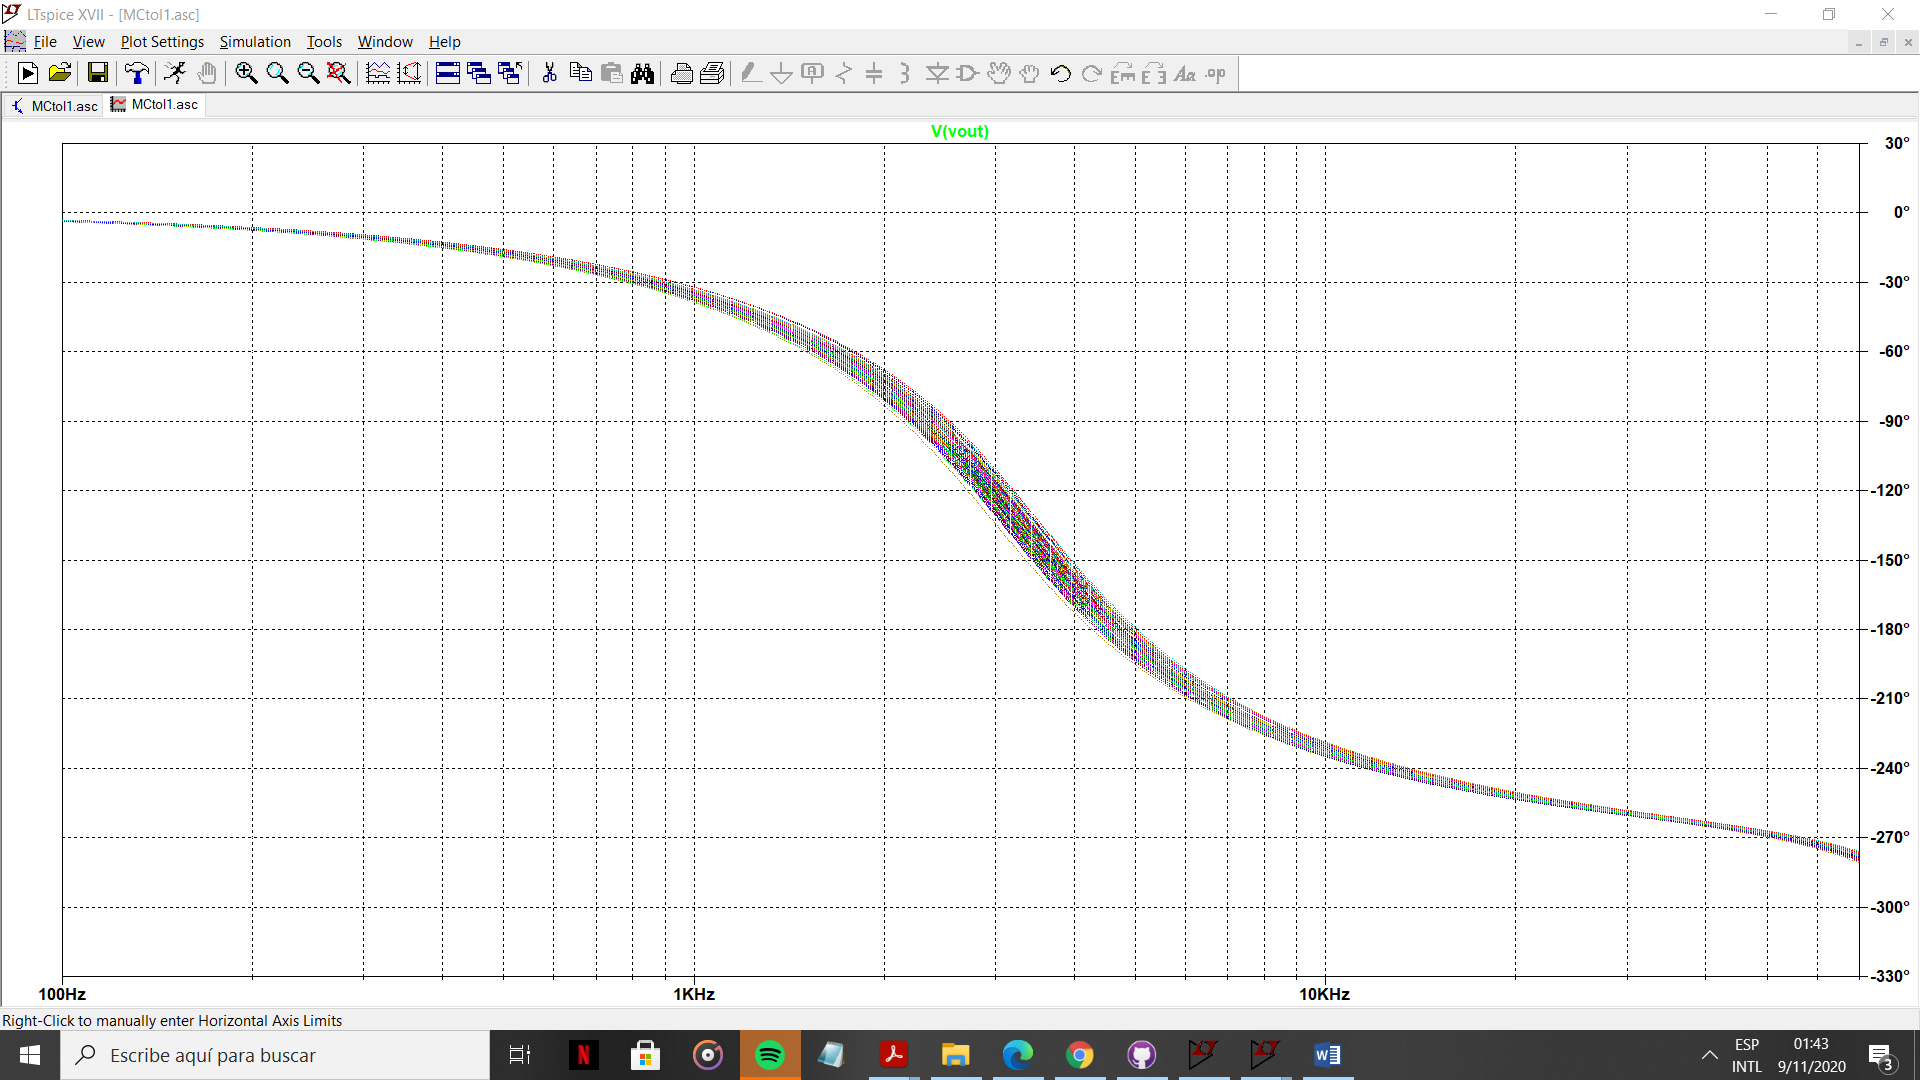 LTspice XVII - [MCtol1.asc]
File View Plot Settings Simulation Tools Window Help
MCtol1.asc MCtol1.asc
V(vout)
30°
0°
-30°
-60°
-90°
-120°
-150°
-180°
-210°
-240°
-270°
-300°
-330°
100Hz 1KHz 10KHz
Right-Click to manually enter Horizontal Axis Limits
Escribe aquí para buscar
ESP 01:43
INTL 9/11/2020
3